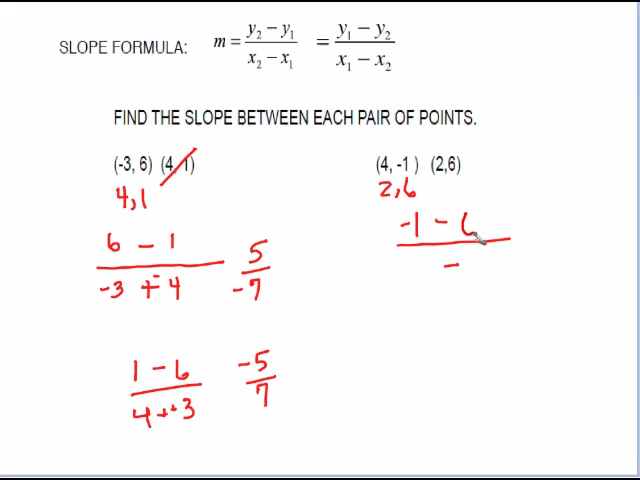 SLOPE FORMULA: m = y₂ − y₁ / x₂ − x₁ = y₁ − y₂ / x₁ − x₂
FIND THE SLOPE BETWEEN EACH PAIR OF POINTS.
(-3, 6) (4, 1)
4,1
6 − 1
-3 + -4
5
-7
1 − 6
4 + +3
-5
7
(4, -1 ) (2,6)
2,6
-1 − 6
−